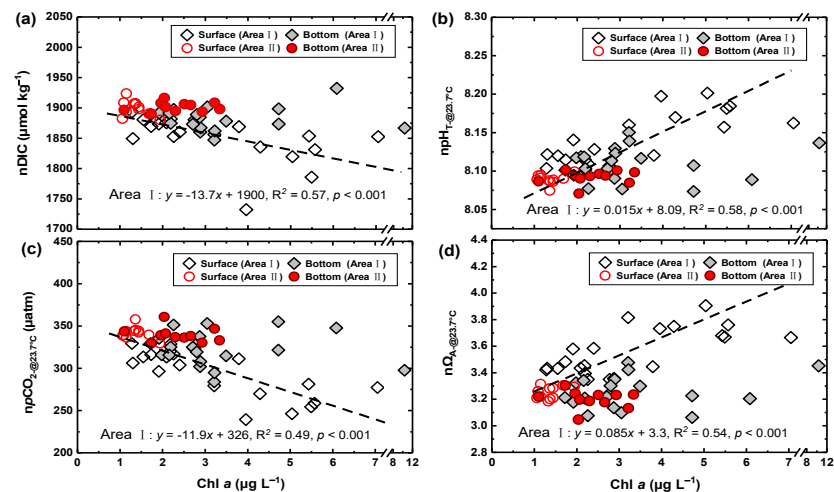 (a)
2050
2000
1950
1900
1850
1800
1750
1700
nDIC (μmol kg⁻¹)
Surface (Area Ⅰ) Bottom (Area Ⅰ)
Surface (Area Ⅱ) Bottom (Area Ⅱ)
Area Ⅰ: y = -13.7x + 1900, R² = 0.57, p < 0.001
(b)
8.30
8.25
8.20
8.15
8.10
8.05
npH T-@23.7°C
Surface (Area Ⅰ) Bottom (Area Ⅰ)
Surface (Area Ⅱ) Bottom (Area Ⅱ)
Area Ⅰ: y = 0.015x + 8.09, R² = 0.58, p < 0.001
(c)
450
400
350
300
250
200
npCO2-@23.7°C (μatm)
Surface (Area Ⅰ) Bottom (Area Ⅰ)
Surface (Area Ⅱ) Bottom (Area Ⅱ)
Area Ⅰ: y = -11.9x + 326, R² = 0.49, p < 0.001
0 1 2 3 4 5 6 7 8 12
Chl a (μg L⁻¹)
(d)
4.4
4.2
4.0
3.8
3.6
3.4
3.2
3.0
2.8
nΩA-@23.7°C
Surface (Area Ⅰ) Bottom (Area Ⅰ)
Surface (Area Ⅱ) Bottom (Area Ⅱ)
Area Ⅰ: y = 0.085x + 3.3, R² = 0.54, p < 0.001
0 1 2 3 4 5 6 7 8 12
Chl a (μg L⁻¹)